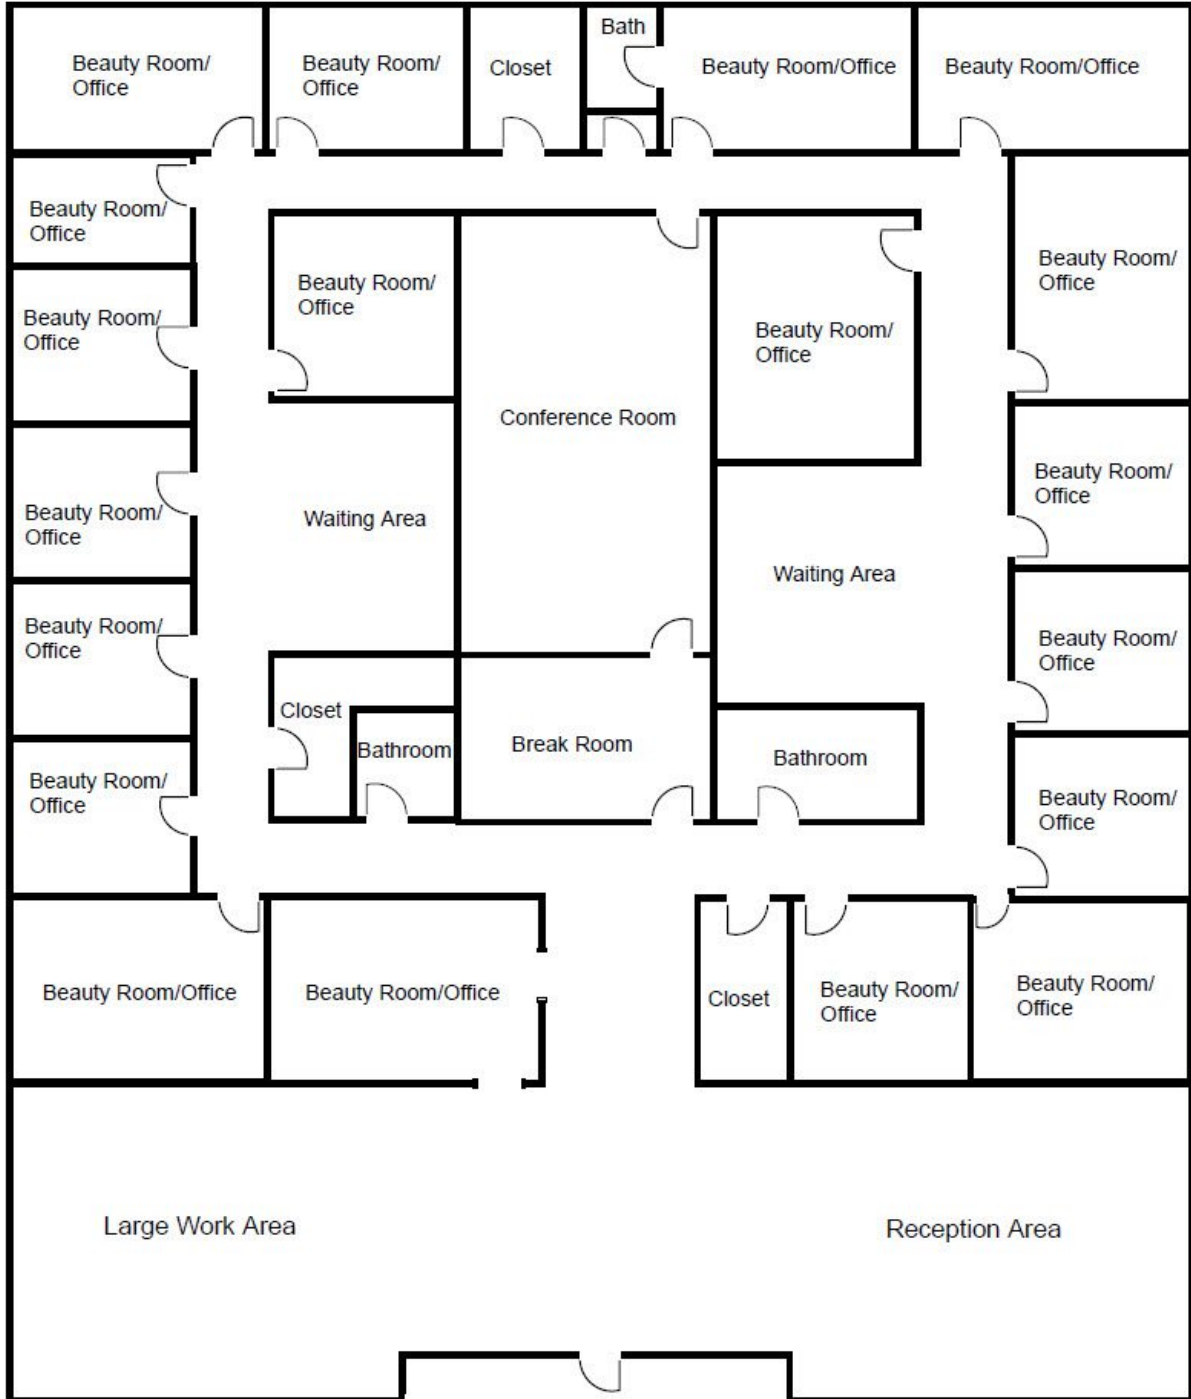 Bath
Beauty Room/
Office
Beauty Room/
Office
Closet
Beauty Room/Office
Beauty Room/Office
Beauty Room/
Office
Beauty Room/
Office
Beauty Room/
Office
Beauty Room/
Office
Beauty Room/
Office
Beauty Room/
Office
Conference Room
Beauty Room/
Office
Beauty Room/
Office
Waiting Area
Waiting Area
Beauty Room/
Office
Beauty Room/
Office
Closet
Bathroom
Break Room
Bathroom
Beauty Room/
Office
Beauty Room/
Office
Beauty Room/Office
Beauty Room/Office
Closet
Beauty Room/
Office
Beauty Room/
Office
Large Work Area
Reception Area